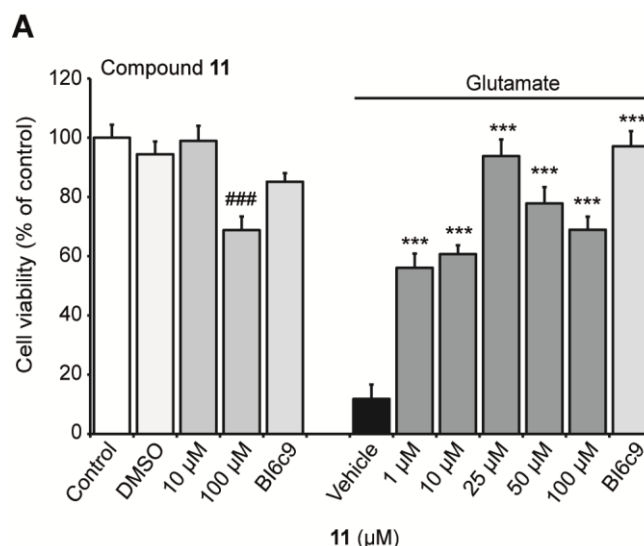 A
Compound 11
Glutamate
Cell viability (% of control)
120
100
80
60
40
20
0
###
***
***
***
***
***
***
Control
DMSO
10 µM
100 µM
BI6c9
Vehicle
1 µM
10 µM
25 µM
50 µM
100 µM
BI6c9
11 (µM)